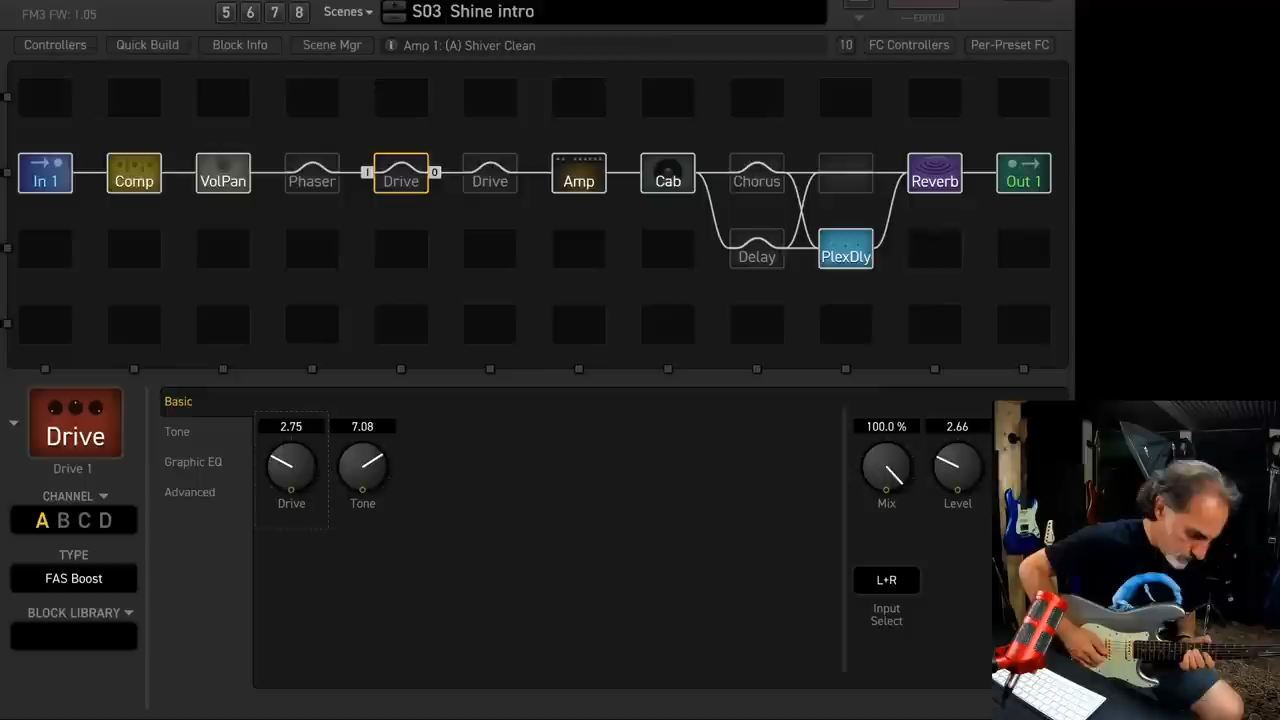 FM3 FW: 1.05
5 6 7 8 Scenes S03 Shine intro
EDITED
Controllers Quick Build Block Info Scene Mgr Amp 1: (A) Shiver Clean 10 FC Controllers Per-Preset FC
In 1 Comp VolPan Phaser I Drive O Drive Amp Cab Chorus Reverb Out 1
Delay PlexDly
Basic
Tone
Graphic EQ
Advanced
Drive
Drive 1
CHANNEL
A B C D
TYPE
FAS Boost
BLOCK LIBRARY
2.75 7.08
Drive Tone
100.0 % 2.66
Mix Level
L+R
Input
Select